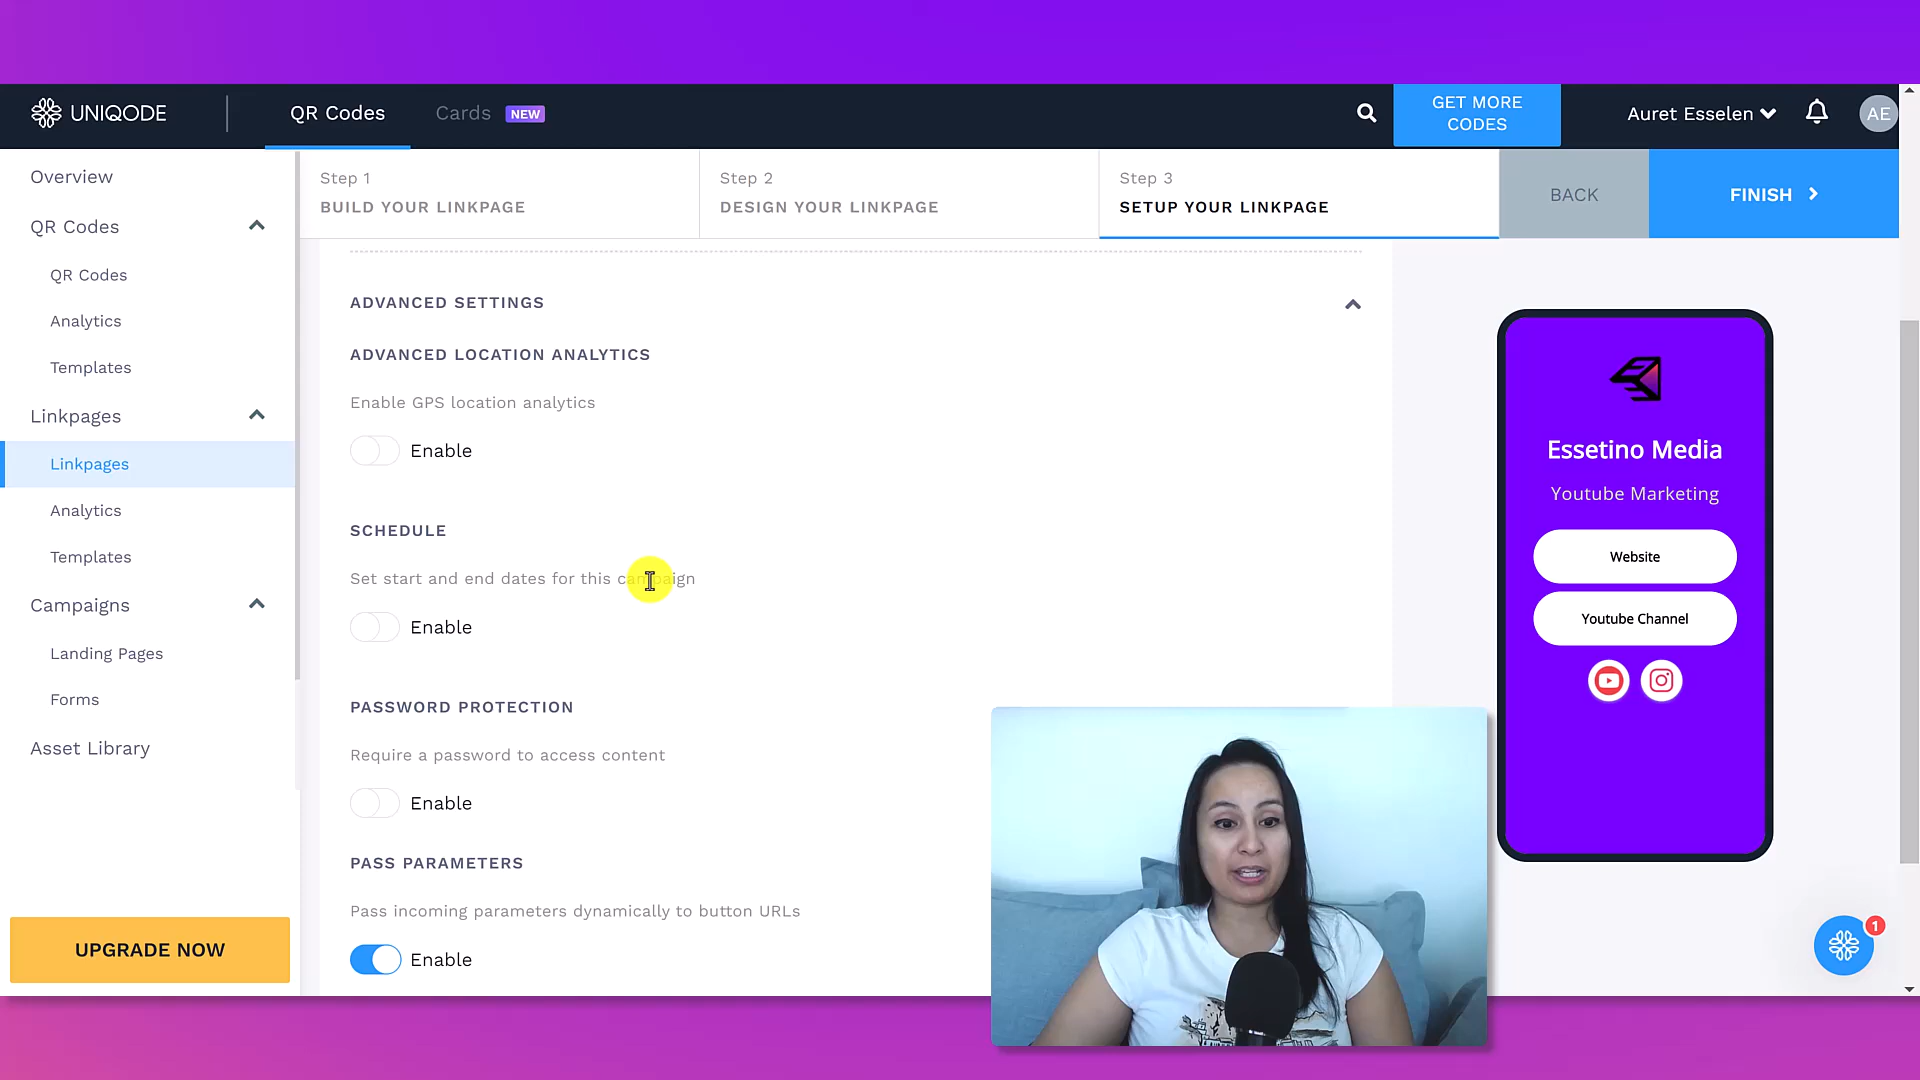 UNIQODE
QR Codes
Cards NEW
GET MORE
CODES
Auret Esselen
AE
Overview
QR Codes
QR Codes
Analytics
Templates
Linkpages
Linkpages
Analytics
Templates
Campaigns
Landing Pages
Forms
Asset Library
UPGRADE NOW
Step 1
BUILD YOUR LINKPAGE
Step 2
DESIGN YOUR LINKPAGE
Step 3
SETUP YOUR LINKPAGE
BACK
FINISH
ADVANCED SETTINGS
ADVANCED LOCATION ANALYTICS
Enable GPS location analytics
Enable
SCHEDULE
Set start and end dates for this campaign
Enable
PASSWORD PROTECTION
Require a password to access content
Enable
PASS PARAMETERS
Pass incoming parameters dynamically to button URLs
Enable
Essetino Media
Youtube Marketing
Website
Youtube Channel
1